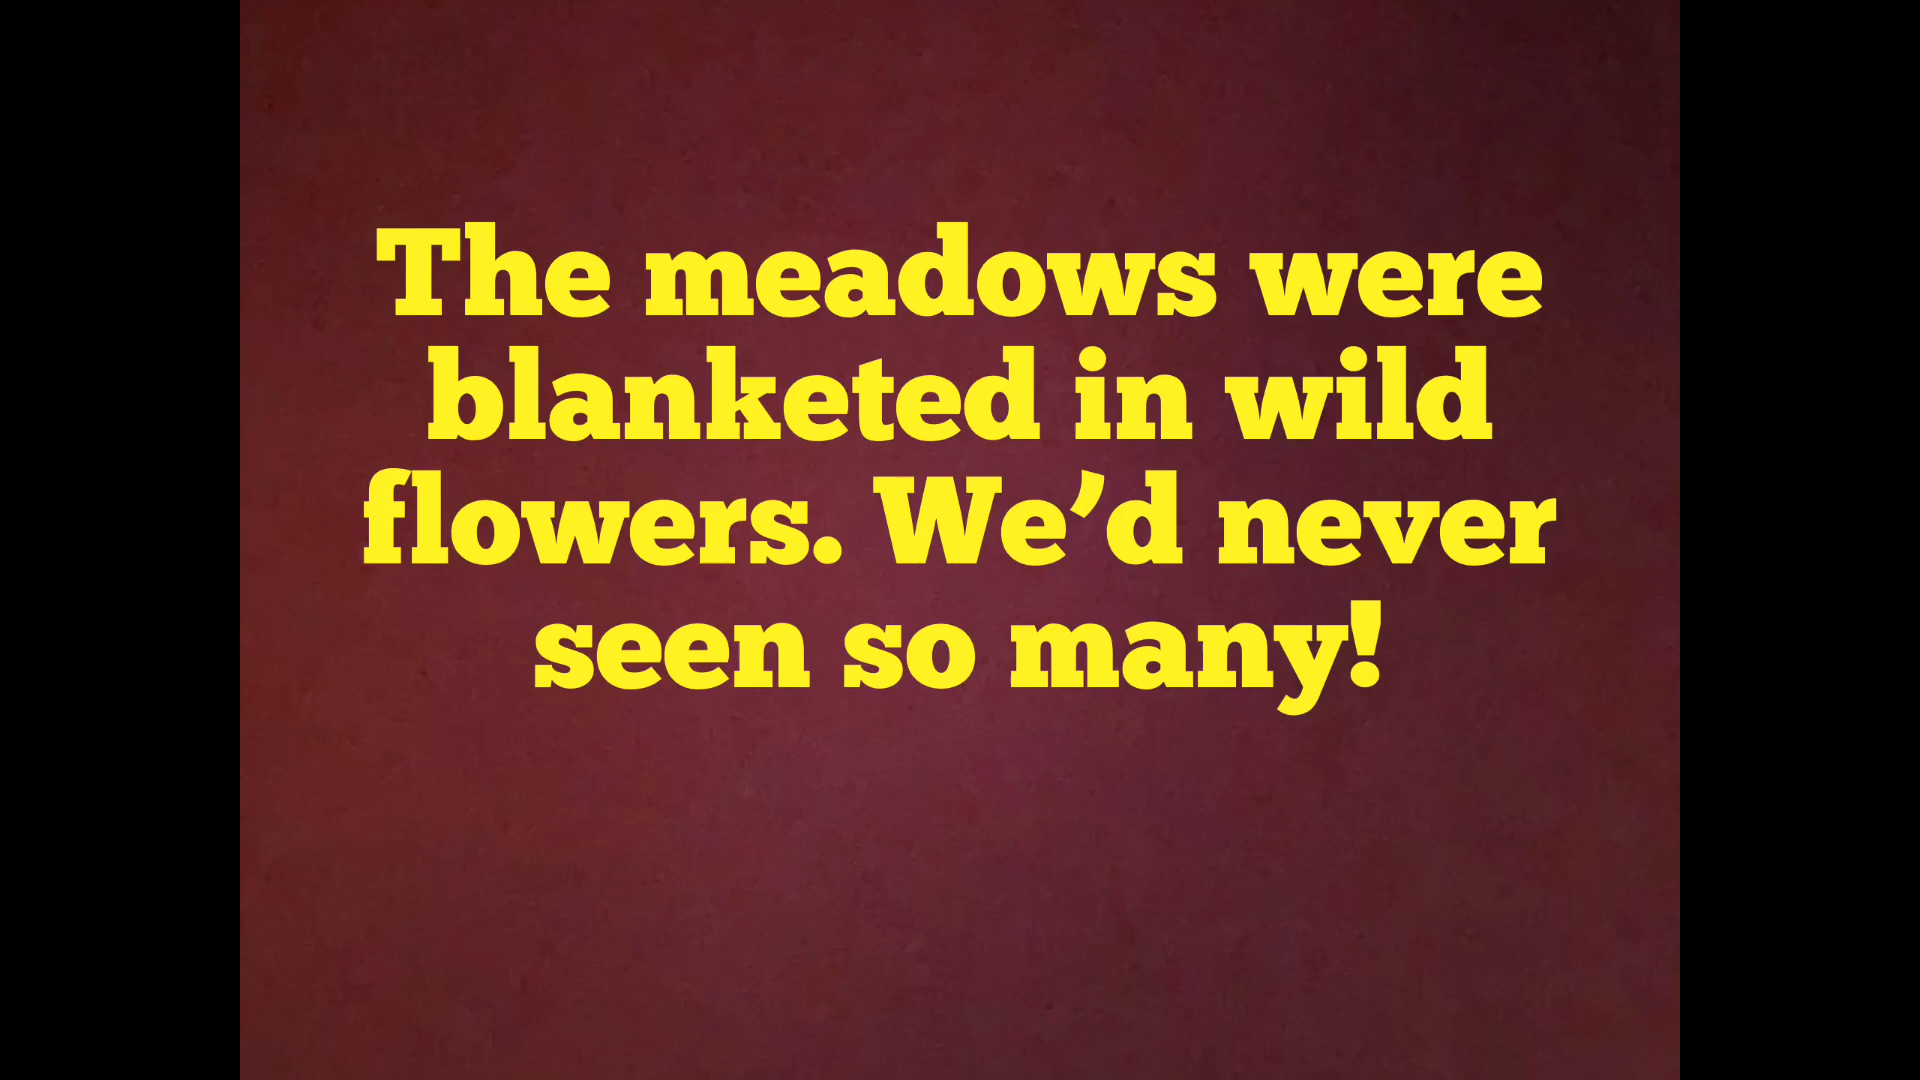 The meadows were
blanketed in wild
flowers. We’d never
seen so many!